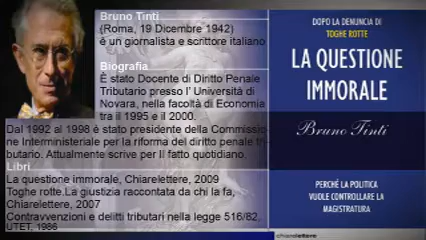 Bruno Tinti
(Roma, 19 Dicembre 1942)
è un giornalista e scrittore italiano
Biografia
È stato Docente di Diritto Penale
Tributario presso l' Università di
Novara, nella facoltà di Economia
tra il 1995 e il 2000.
Dal 1992 al 1998 è stato presidente della Commissio-
ne Interministeriale per la riforma del diritto penale tri-
butario. Attualmente scrive per Il fatto quotidiano.
Libri
La questione immorale, Chiarelettere, 2009
Toghe rotte.La giustizia raccontata da chi la fa,
Chiarelettere, 2007
Contravvenzioni e delitti tributari nella legge 516/82,
UTET, 1986
DOPO LA DENUNCIA DI
TOGHE ROTTE
LA QUESTIONE
IMMORALE
Bruno Tinti
PERCHÉ LA POLITICA
VUOLE CONTROLLARE LA
MAGISTRATURA
chiarelettere